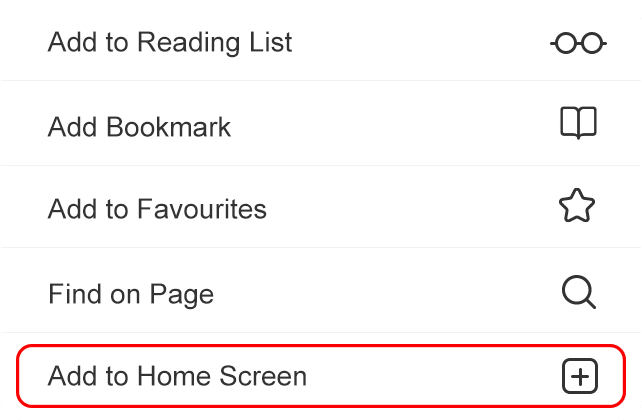 Add to Reading List
Add Bookmark
Add to Favourites
Find on Page
Add to Home Screen